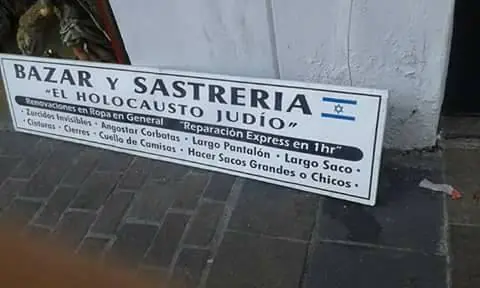 BAZAR Y SASTRERIA
"EL HOLOCAUSTO JUDÍO"
Renovaciones en Ropa en General "Reparación Express en 1hr"
· Zurcidos Invisibles · Angostar Corbatas · Largo Pantalón · Largo Saco ·
· Cinturas · Cierres · Cuello de Camisas · Hacer Sacos Grandes o Chicos ·